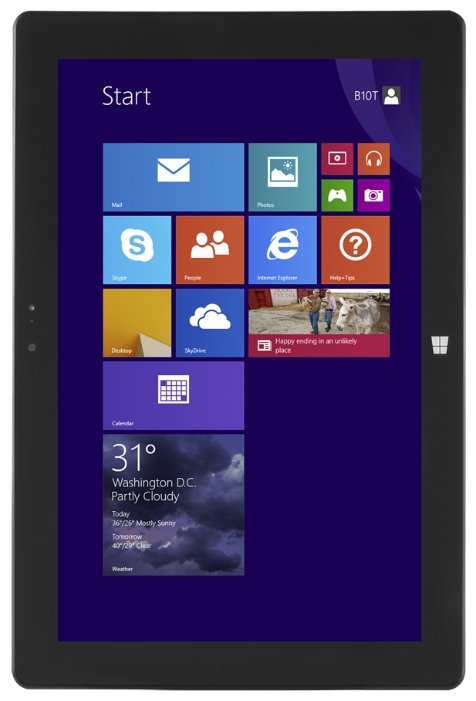 Start
B10T
Mail
Photos
Skype
People
Internet Explorer
Help+Tips
Desktop
SkyDrive
Happy ending in an unlikely
place
Calendar
31°
Washington D.C.
Partly Cloudy
Today
36°/26° Mostly Sunny
Tomorrow
40°/29° Clear
Weather